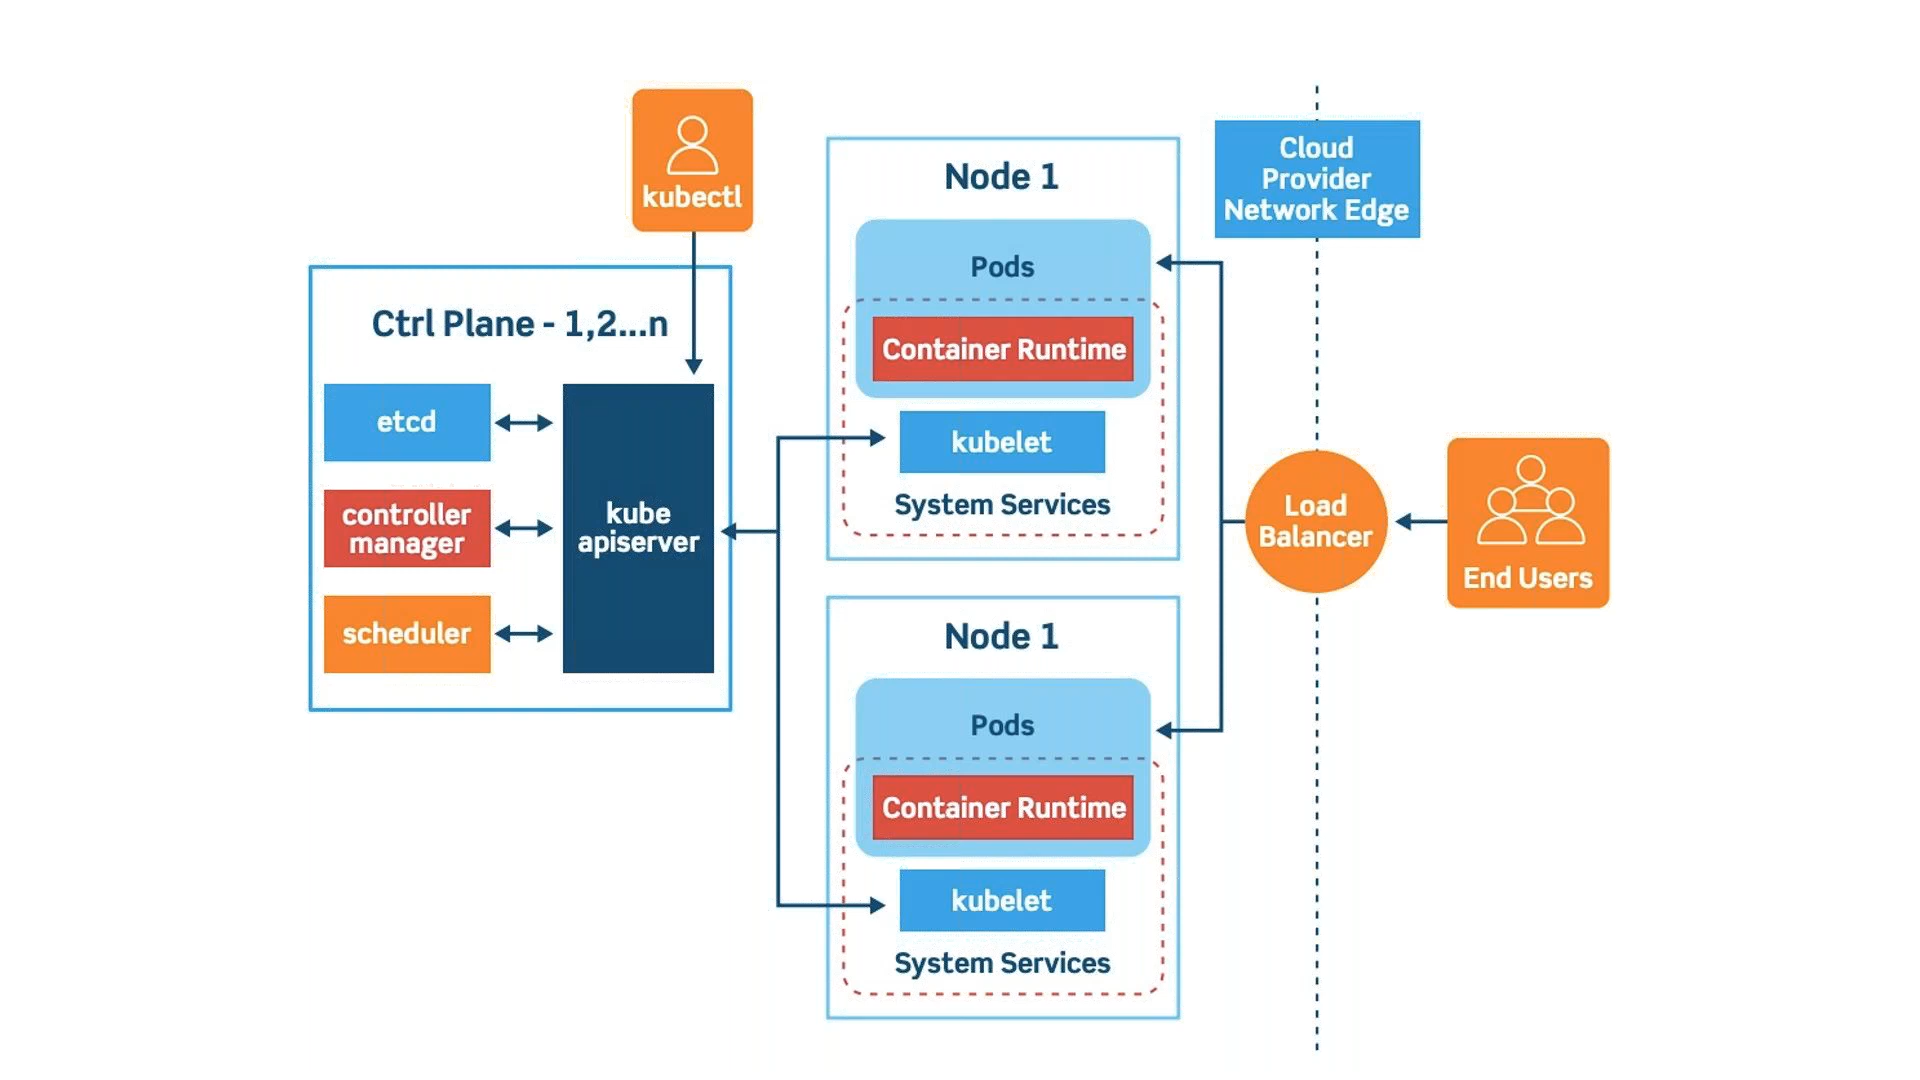 kubectl
Ctrl Plane - 1,2...n
etcd
controller
manager
scheduler
kube
apiserver
Node 1
Pods
Container Runtime
kubelet
System Services
Node 1
Pods
Container Runtime
kubelet
System Services
Cloud
Provider
Network Edge
Load
Balancer
End Users